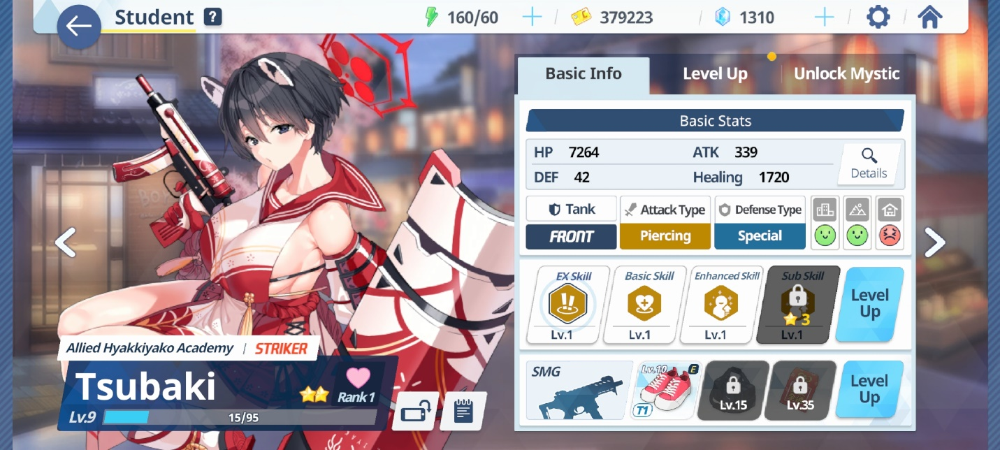 Student ?
160/60
379223
1310
Basic Info
Level Up
Unlock Mystic
Basic Stats
HP 7264
ATK 339
DEF 42
Healing 1720
Details
Tank
FRONT
Attack Type
Piercing
Defense Type
Special
EX Skill
Lv.1
Basic Skill
Lv.1
Enhanced Skill
Lv.1
Sub Skill
3
Lv.1
Level
Up
SMG
Lv.10
E
T1
Lv.15
Lv.35
Level
Up
Allied Hyakkiyako Academy | STRIKER
Tsubaki
Rank 1
Lv.9
15/95